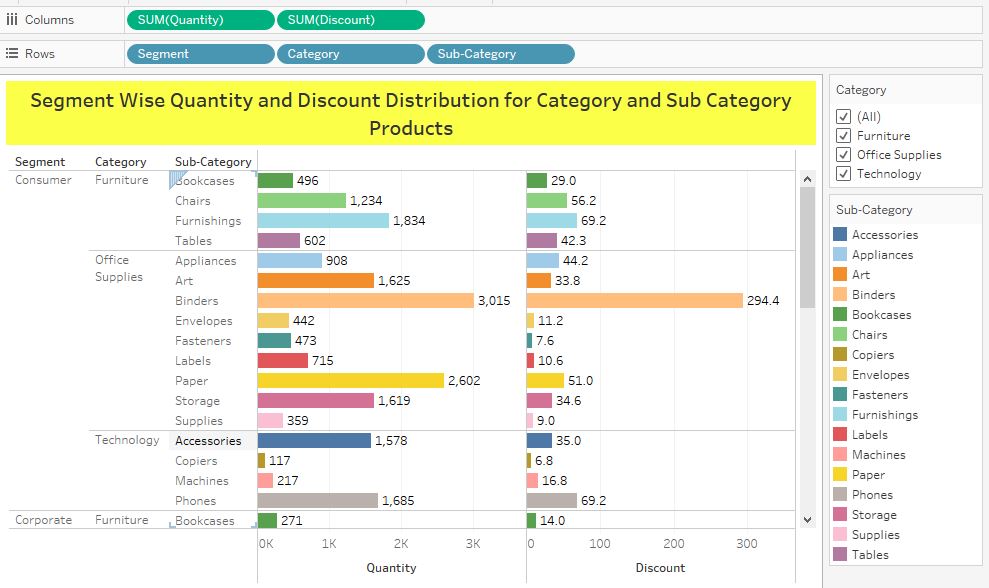 Columns SUM(Quantity) SUM(Discount)
Rows Segment Category Sub-Category
Segment Wise Quantity and Discount Distribution for Category and Sub Category
Products
Segment Category Sub-Category
Consumer Furniture Bookcases 496 29.0
Chairs 1,234 56.2
Furnishings 1,834 69.2
Tables 602 42.3
Office
Supplies
Appliances 908 44.2
Art 1,625 33.8
Binders 3,015 294.4
Envelopes 442 11.2
Fasteners 473 7.6
Labels 715 10.6
Paper 2,602 51.0
Storage 1,619 34.6
Supplies 359 9.0
Technology Accessories 1,578 35.0
Copiers 117 6.8
Machines 217 16.8
Phones 1,685 69.2
Corporate Furniture Bookcases 271 14.0
0K 1K 2K 3K 0 100 200 300
Quantity Discount
Category
(All)
Furniture
Office Supplies
Technology
Sub-Category
Accessories
Appliances
Art
Binders
Bookcases
Chairs
Copiers
Envelopes
Fasteners
Furnishings
Labels
Machines
Paper
Phones
Storage
Supplies
Tables